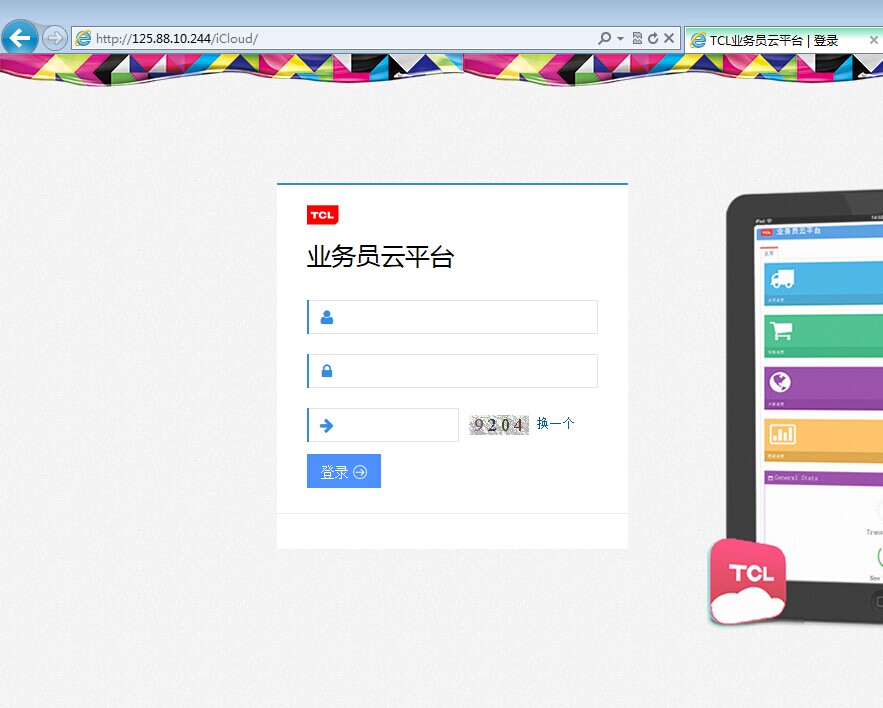 http://125.88.10.244/iCloud/
TCL业务员云平台 | 登录
TCL
业务员云平台
9204
换一个
登录
iPad
TCL 业务员云平台
General Stats
TCL